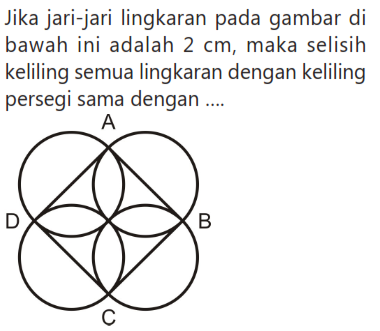 Jika jari-jari lingkaran pada gambar di
bawah ini adalah 2 cm, maka selisih
keliling semua lingkaran dengan keliling
persegi sama dengan ....
A
D
B
C